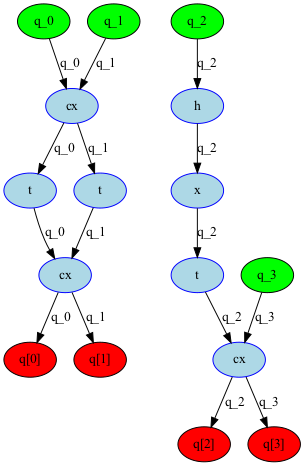 q_0 q_1 q_2
q_0 q_1 q_2
cx h
q_0 q_1 q_2
t t x
q_2
q_0 q_1
cx t q_3
q_0 q_1 q_2 q_3
q[0] q[1] cx
q_2 q_3
q[2] q[3]